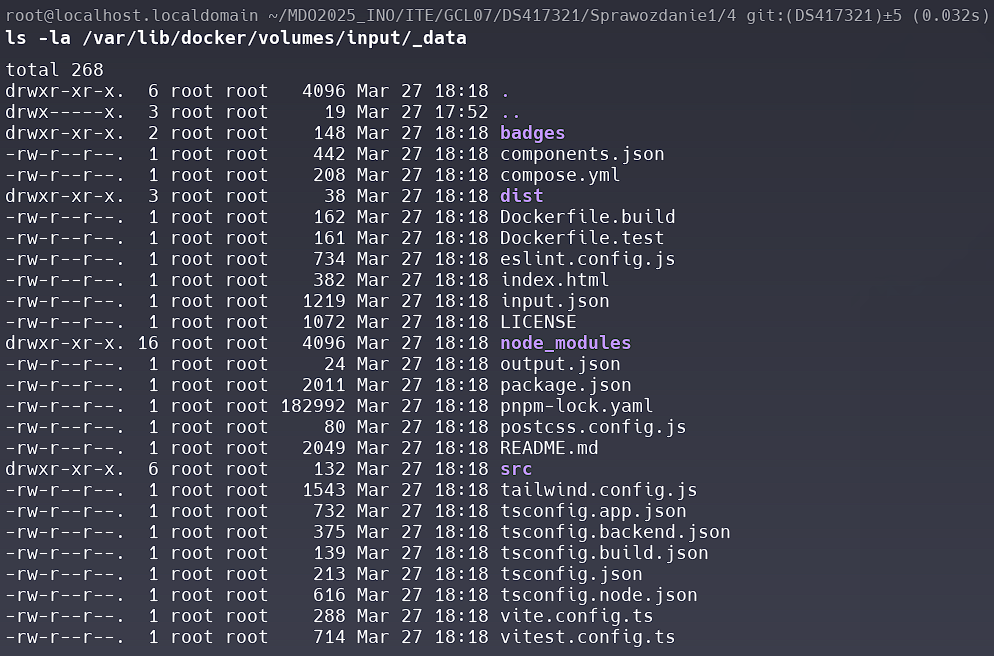 root@localhost.localdomain ~/MDO2025_INO/ITE/GCL07/DS417321/Sprawozdanie1/4 git:(DS417321)±5 (0.032s)
ls -la /var/lib/docker/volumes/input/_data
total 268
drwxr-xr-x.  6 root root   4096 Mar 27 18:18 .
drwx-----x.  3 root root     19 Mar 27 17:52 ..
drwxr-xr-x.  2 root root    148 Mar 27 18:18 badges
-rw-r--r--.  1 root root    442 Mar 27 18:18 components.json
-rw-r--r--.  1 root root    208 Mar 27 18:18 compose.yml
drwxr-xr-x.  3 root root     38 Mar 27 18:18 dist
-rw-r--r--.  1 root root    162 Mar 27 18:18 Dockerfile.build
-rw-r--r--.  1 root root    161 Mar 27 18:18 Dockerfile.test
-rw-r--r--.  1 root root    734 Mar 27 18:18 eslint.config.js
-rw-r--r--.  1 root root    382 Mar 27 18:18 index.html
-rw-r--r--.  1 root root   1219 Mar 27 18:18 input.json
-rw-r--r--.  1 root root   1072 Mar 27 18:18 LICENSE
drwxr-xr-x. 16 root root   4096 Mar 27 18:18 node_modules
-rw-r--r--.  1 root root     24 Mar 27 18:18 output.json
-rw-r--r--.  1 root root   2011 Mar 27 18:18 package.json
-rw-r--r--.  1 root root 182992 Mar 27 18:18 pnpm-lock.yaml
-rw-r--r--.  1 root root     80 Mar 27 18:18 postcss.config.js
-rw-r--r--.  1 root root   2049 Mar 27 18:18 README.md
drwxr-xr-x.  6 root root    132 Mar 27 18:18 src
-rw-r--r--.  1 root root   1543 Mar 27 18:18 tailwind.config.js
-rw-r--r--.  1 root root    732 Mar 27 18:18 tsconfig.app.json
-rw-r--r--.  1 root root    375 Mar 27 18:18 tsconfig.backend.json
-rw-r--r--.  1 root root    139 Mar 27 18:18 tsconfig.build.json
-rw-r--r--.  1 root root    213 Mar 27 18:18 tsconfig.json
-rw-r--r--.  1 root root    616 Mar 27 18:18 tsconfig.node.json
-rw-r--r--.  1 root root    288 Mar 27 18:18 vite.config.ts
-rw-r--r--.  1 root root    714 Mar 27 18:18 vitest.config.ts